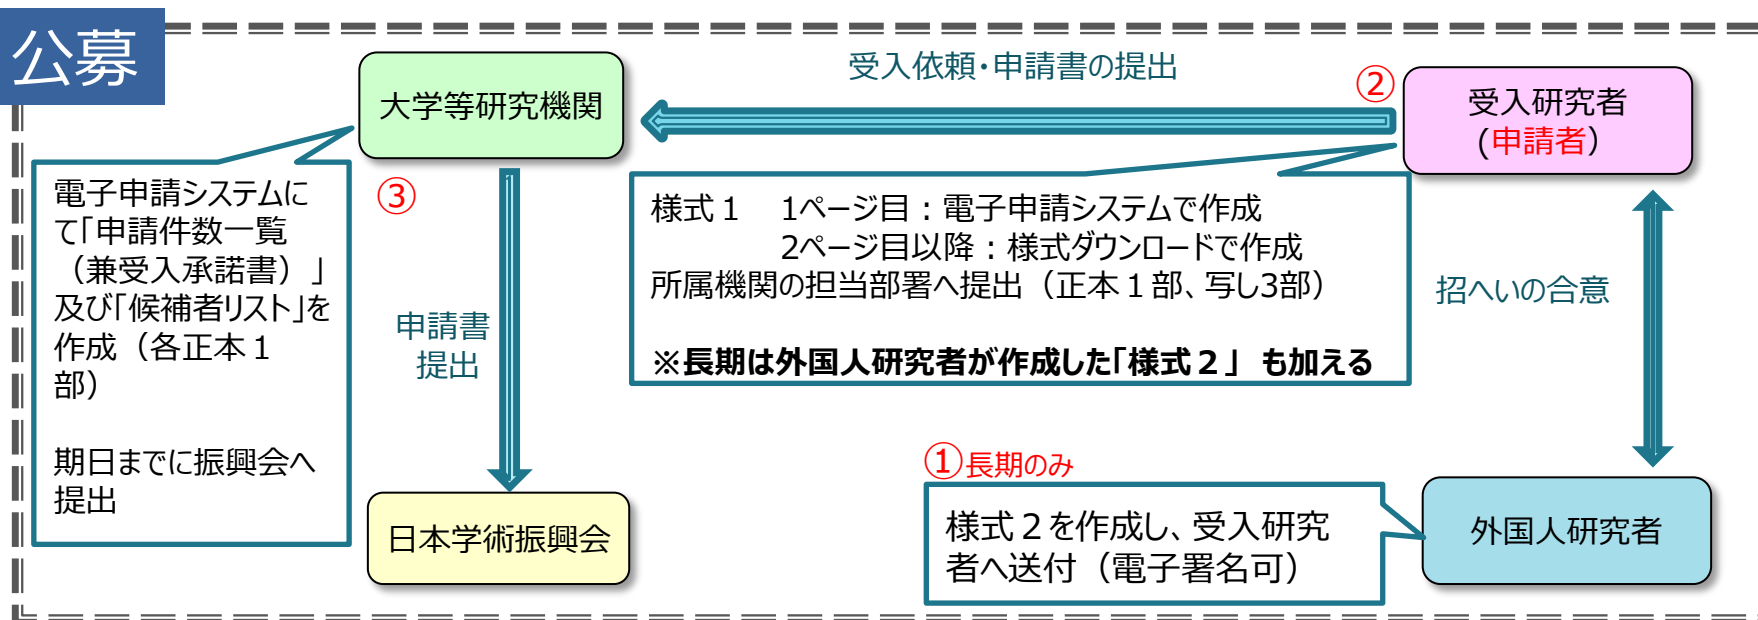 公募
受入依頼・申請書の提出
②
受入研究者
(申請者）
大学等研究機関
電子申請システムに
て「申請件数一覧
（兼受入承諾書）」
及び「候補者リスト」を
作成（各正本１
部）
期日までに振興会へ
提出
③
様式１　1ページ目：電子申請システムで作成
2ページ目以降：様式ダウンロードで作成
所属機関の担当部署へ提出（正本１部、写し3部）
※長期は外国人研究者が作成した「様式２」も加える
招へいの合意
申請書
提出
①長期のみ
様式２を作成し、受入研究
者へ送付（電子署名可）
外国人研究者
日本学術振興会